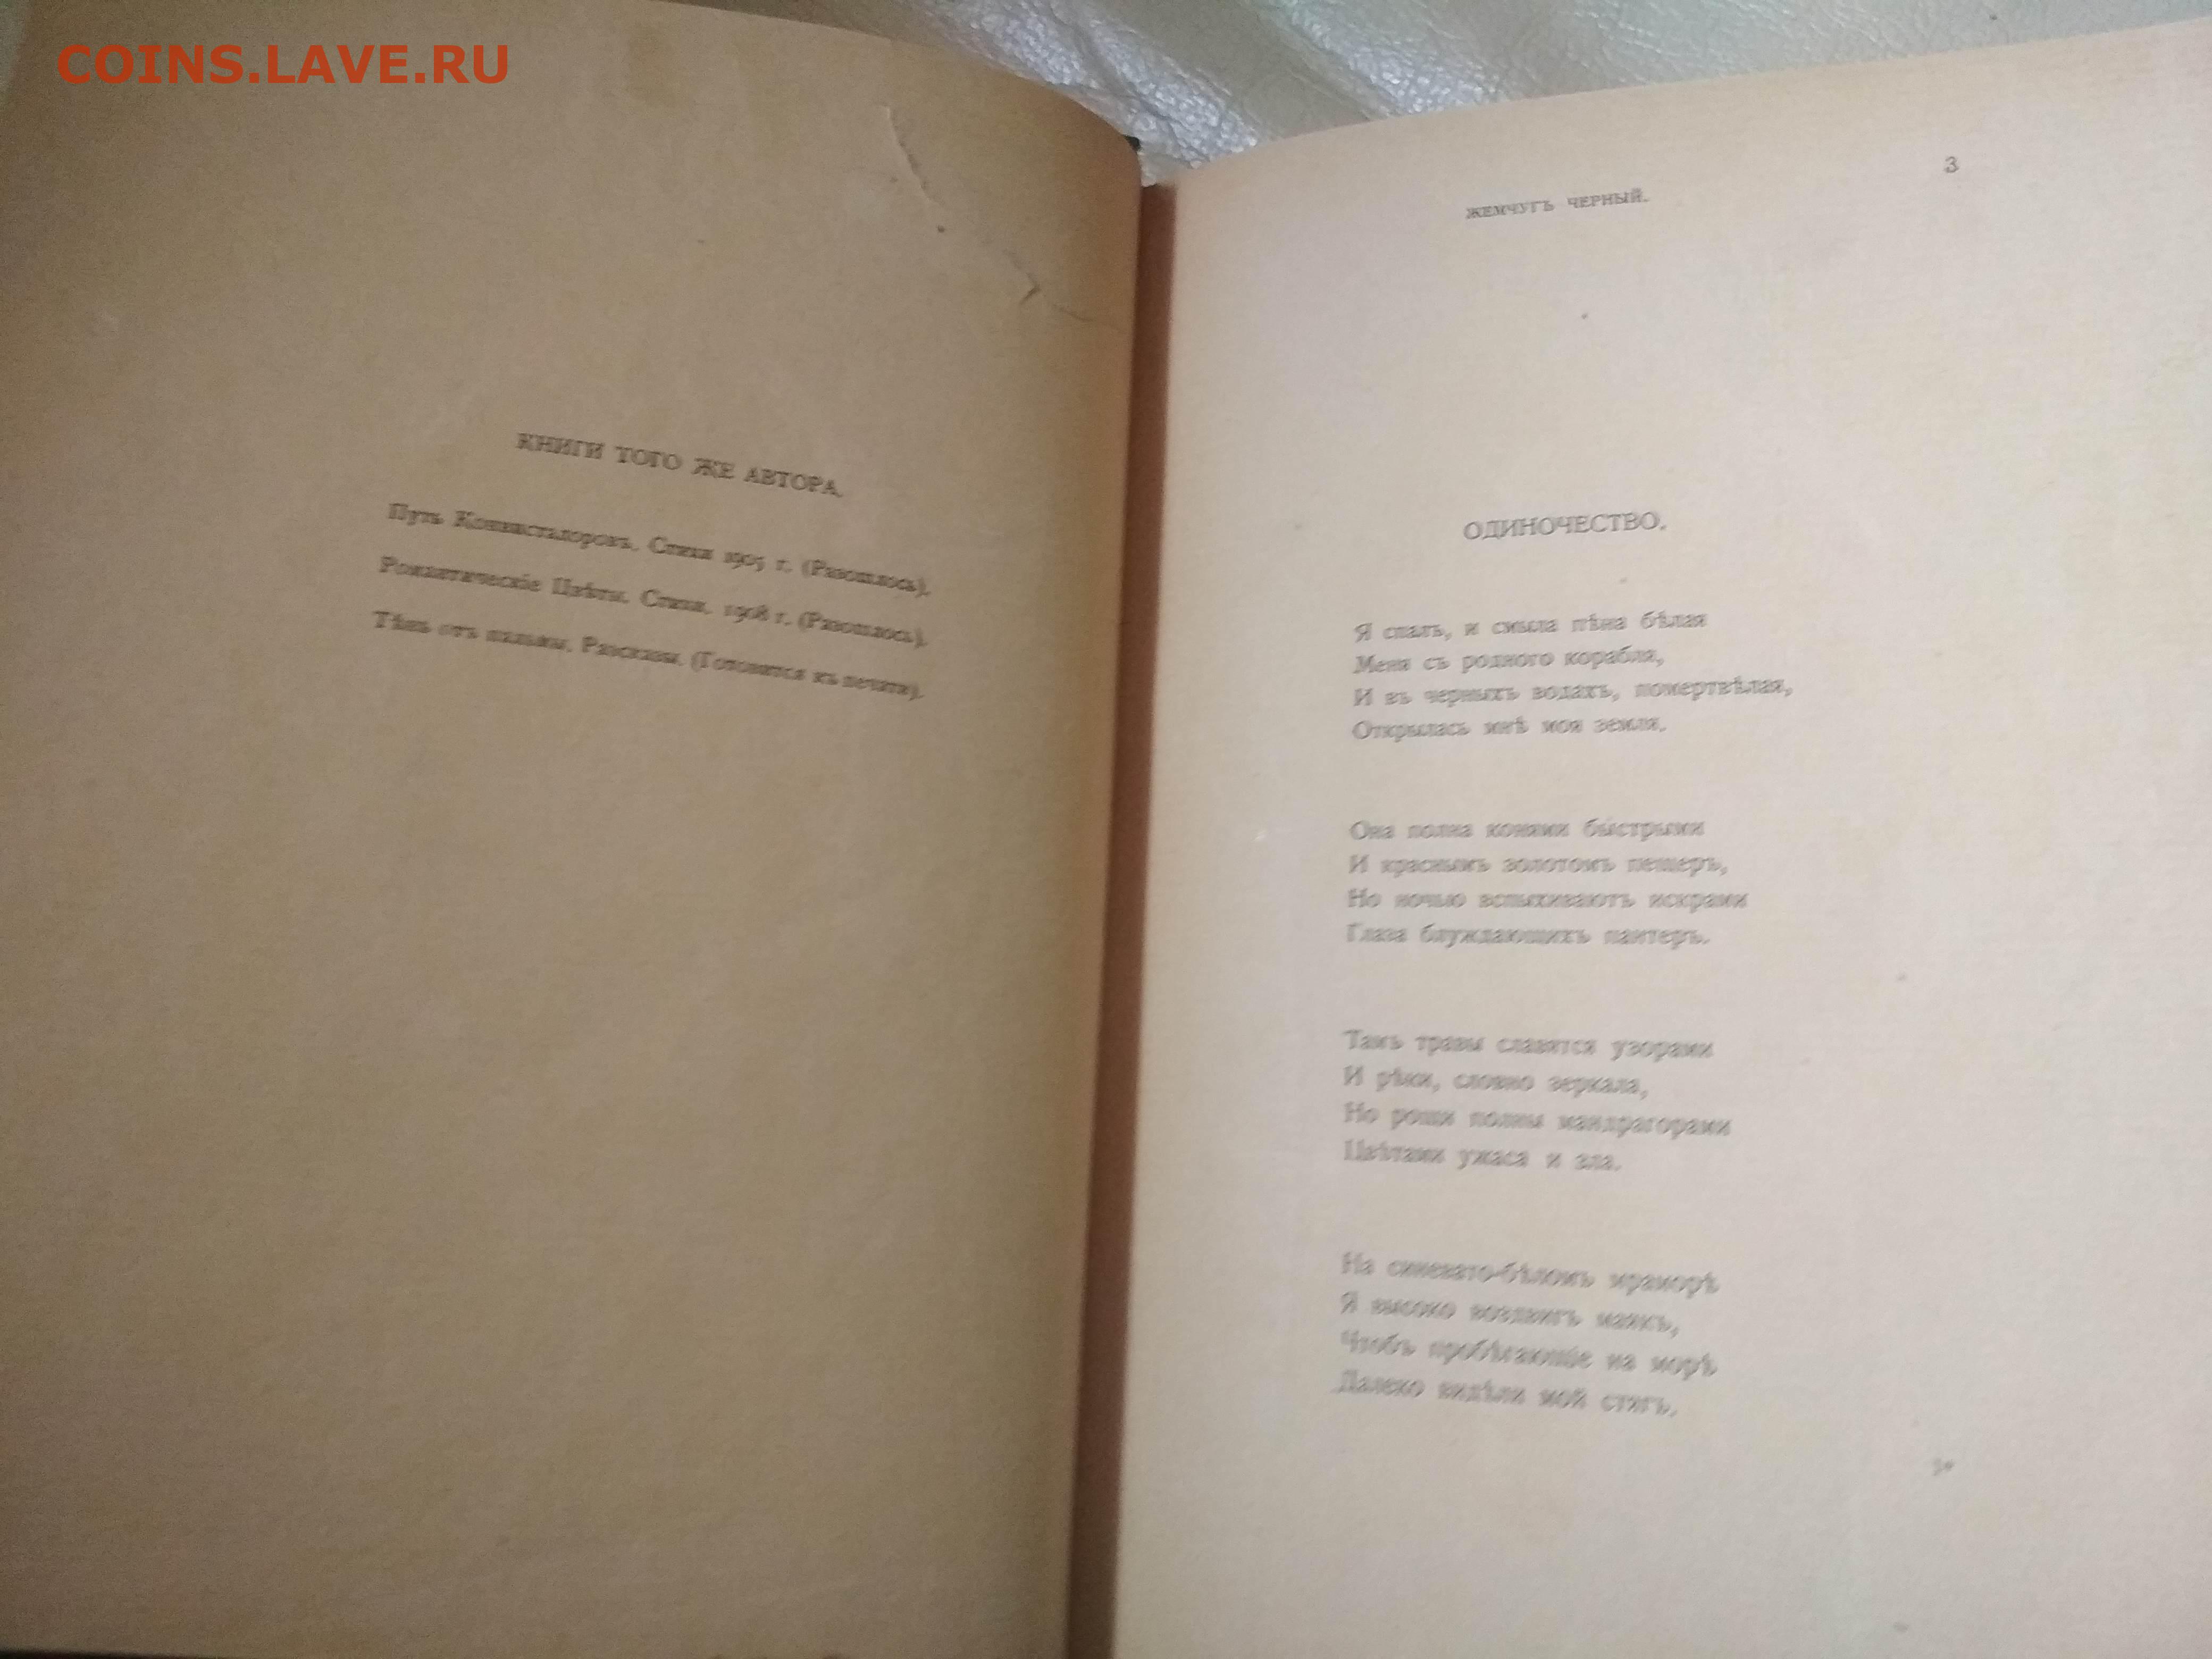 COINS.LAVE.RU
КНИГИ ТОГО ЖЕ АВТОРА.
Путь Конквистадоровъ. Стихи 1905 г. (Разошлось).
Романтическіе Цвѣты. Стихи. 1908 г. (Разошлось).
Тѣнь отъ пальмы. Разсказы. (Готовится къ печати).
3
ЖЕМЧУГЪ ЧЕРНЫЙ.
ОДИНОЧЕСТВО.
Я спалъ, и смыла пѣна бѣлая
Меня съ родного корабля,
И въ черныхъ водахъ, помертвѣлая,
Открылась мнѣ моя земля.
Она полна конями быстрыми
И краснымъ золотомъ пещеръ,
Но ночью вспыхиваютъ искрами
Глаза блуждающихъ пантеръ.
Тамъ травы славятся узорами
И рѣки, словно зеркала,
Но рощи полны мандрагорами
Цвѣтами ужаса и зла.
На синевато-бѣломъ мраморѣ
Я высоко воздвигъ маякъ,
Чтобъ пробѣгающіе на морѣ
Далеко видѣли мой стягъ.